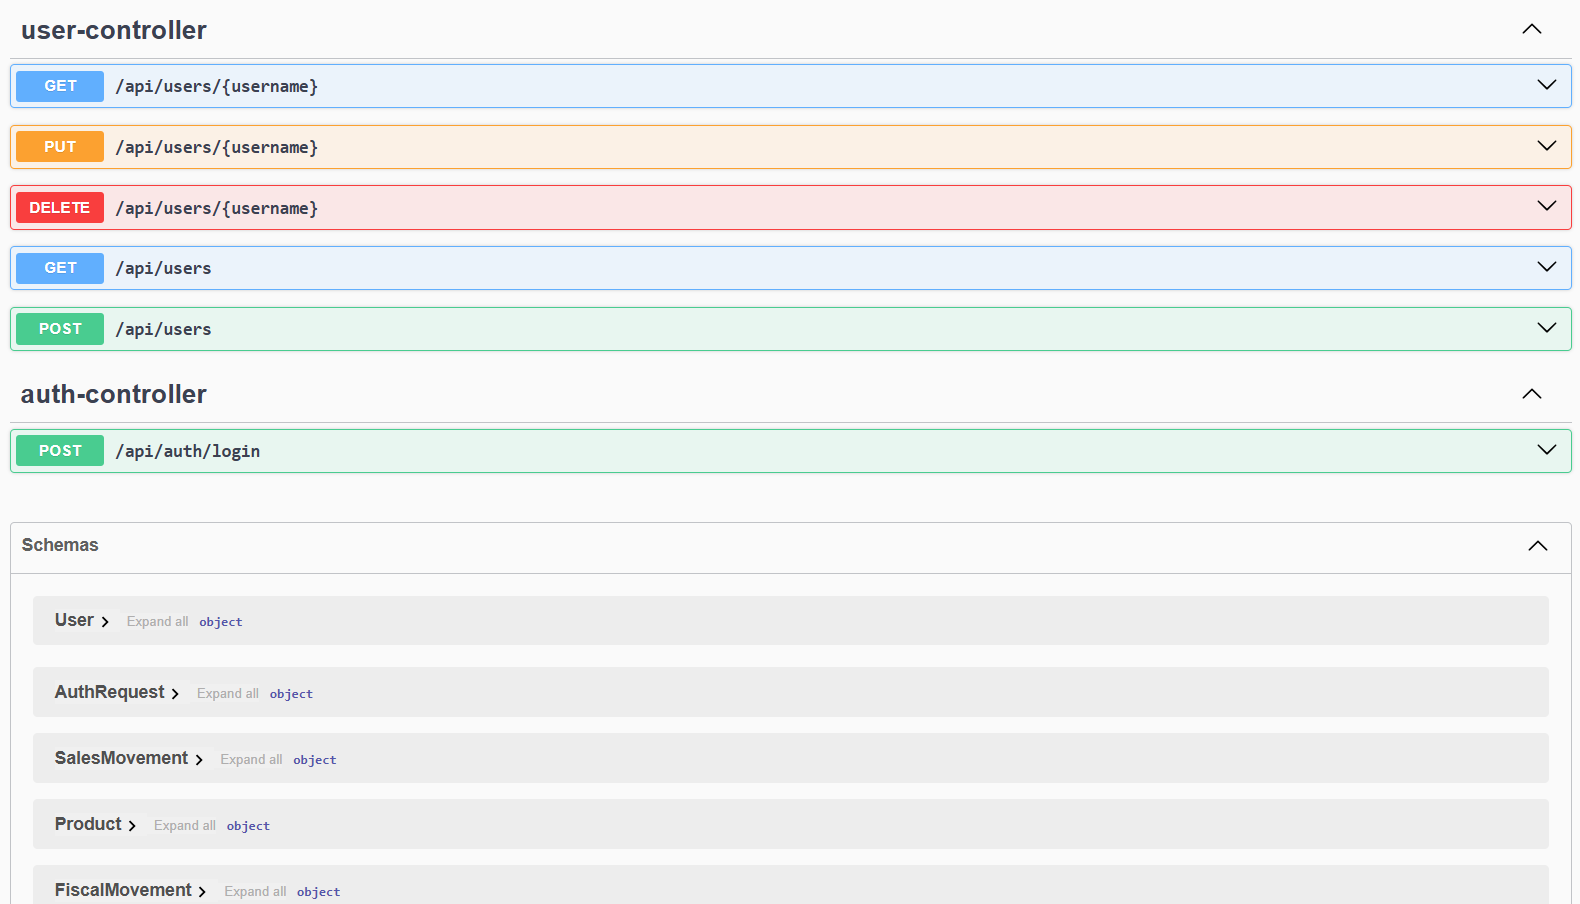 user-controller
GET /api/users/{username}
PUT /api/users/{username}
DELETE /api/users/{username}
GET /api/users
POST /api/users
auth-controller
POST /api/auth/login
Schemas
User Expand all object
AuthRequest Expand all object
SalesMovement Expand all object
Product Expand all object
FiscalMovement Expand all object